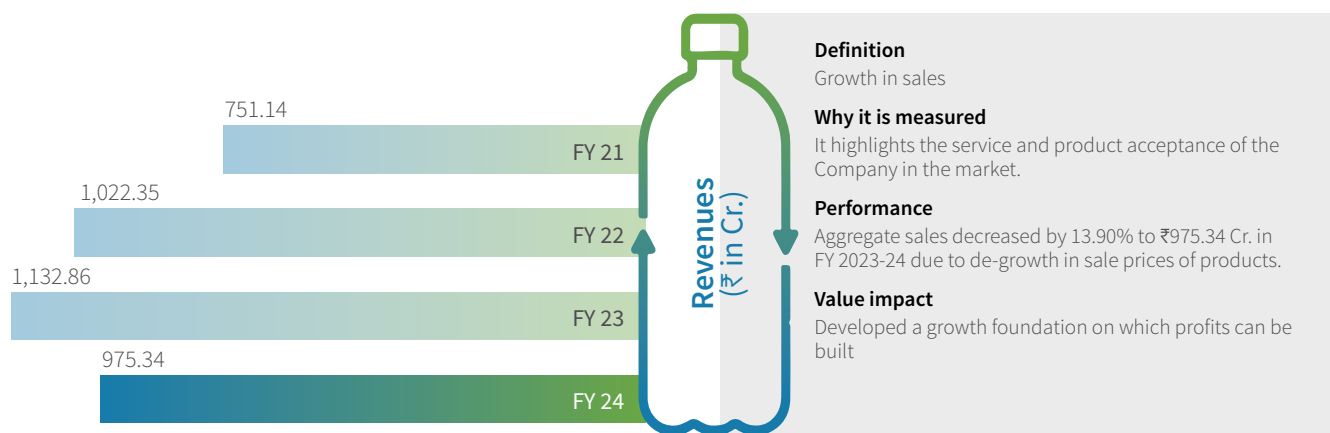 751.14
FY 21
1,022.35
FY 22
1,132.86
FY 23
975.34
FY 24
Revenues
(₹ in Cr.)
Definition
Growth in sales
Why it is measured
It highlights the service and product acceptance of the
Company in the market.
Performance
Aggregate sales decreased by 13.90% to ₹975.34 Cr. in
FY 2023-24 due to de-growth in sale prices of products.
Value impact
Developed a growth foundation on which profits can be
built